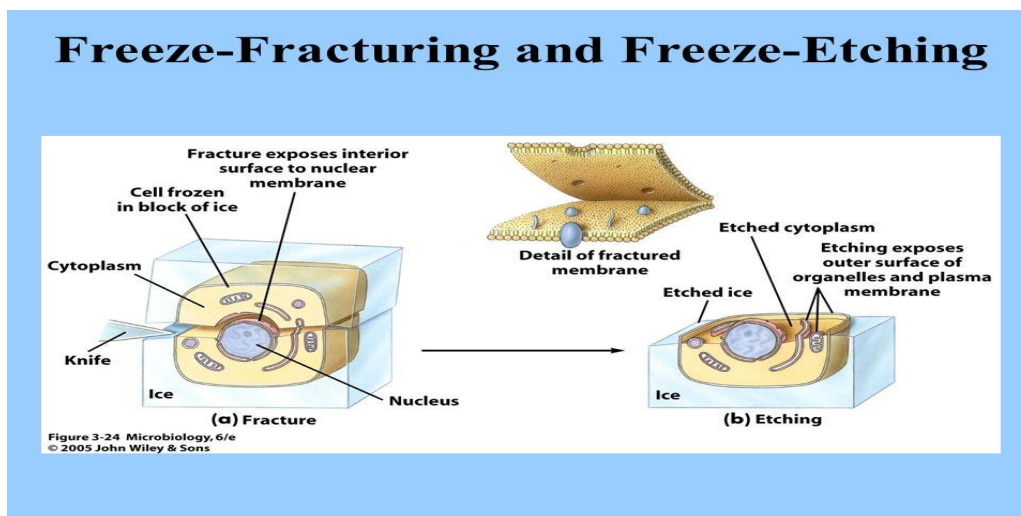 Freeze-Fracturing and Freeze-Etching
Fracture exposes interior
surface to nuclear
membrane
Cell frozen
in block of ice
Cytoplasm
Knife
Ice
Nucleus
(a) Fracture
Detail of fractured
membrane
Etched cytoplasm
Etching exposes
outer surface of
organelles and plasma
membrane
Etched ice
Ice
(b) Etching
Figure 3-24 Microbiology, 6/e
© 2005 John Wiley & Sons